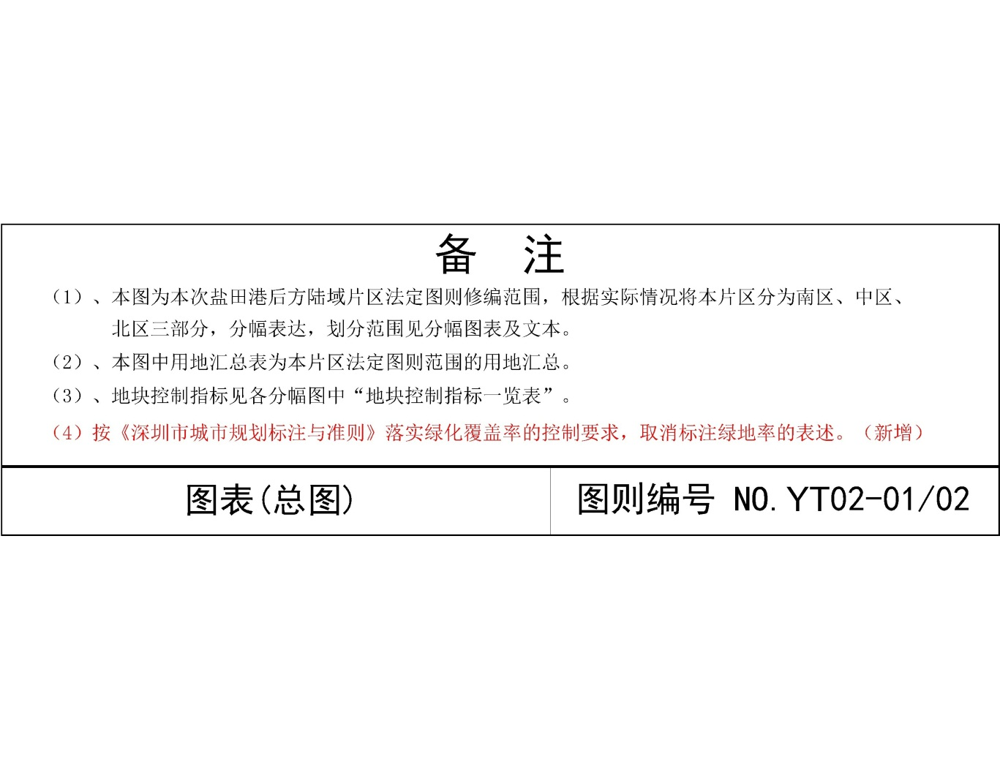 备 注
（1）、本图为本次盐田港后方陆域片区法定图则修编范围，根据实际情况将本片区分为南区、中区、
北区三部分，分幅表达，划分范围见分幅图表及文本。
（2）、本图中用地汇总表为本片区法定图则范围的用地汇总。
（3）、地块控制指标见各分幅图中“地块控制指标一览表”。
（4）按《深圳市城市规划标注与准则》落实绿化覆盖率的控制要求，取消标注绿地率的表述。（新增）
图表(总图)
图则编号 NO.YT02-01/02